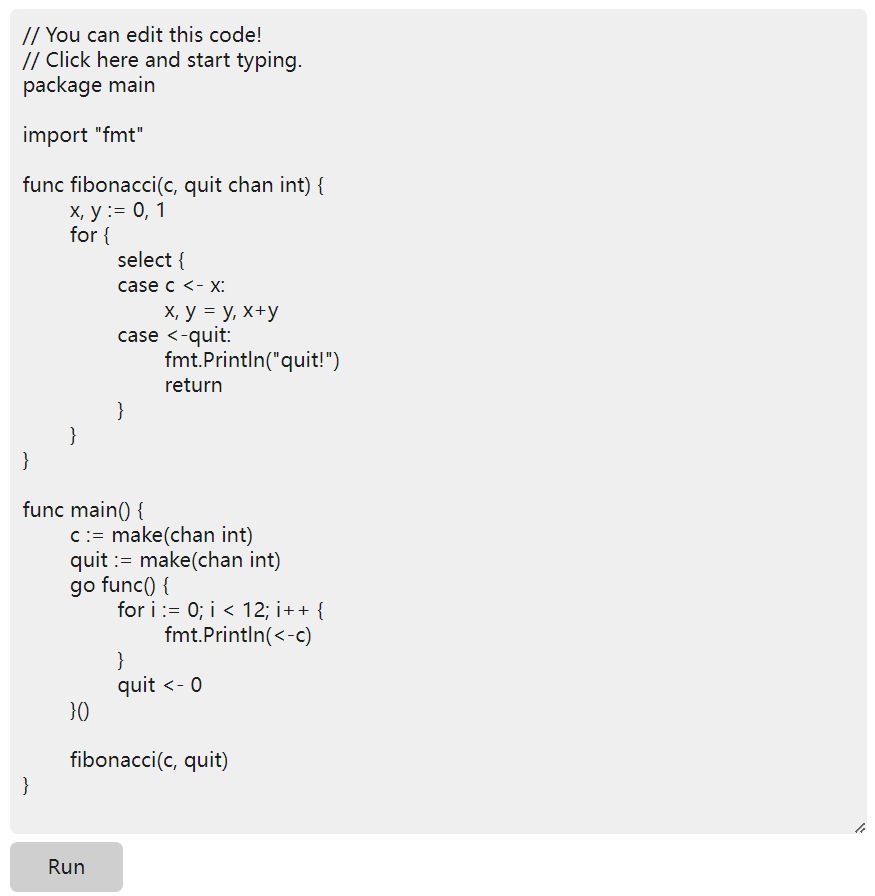 // You can edit this code!
// Click here and start typing.
package main

import "fmt"

func fibonacci(c, quit chan int) {
	x, y := 0, 1
	for {
		select {
		case c <- x:
			x, y = y, x+y
		case <-quit:
			fmt.Println("quit!")
			return
		}
	}
}

func main() {
	c := make(chan int)
	quit := make(chan int)
	go func() {
		for i := 0; i < 12; i++ {
			fmt.Println(<-c)
		}
		quit <- 0
	}()

	fibonacci(c, quit)
}
Run